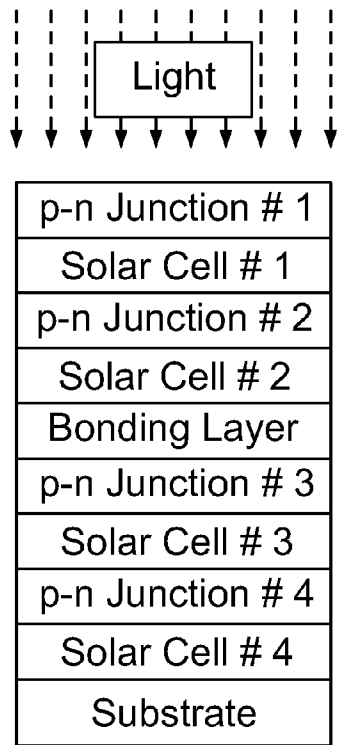 Light
p-n Junction # 1
Solar Cell # 1
p-n Junction # 2
Solar Cell # 2
Bonding Layer
p-n Junction # 3
Solar Cell # 3
p-n Junction # 4
Solar Cell # 4
Substrate